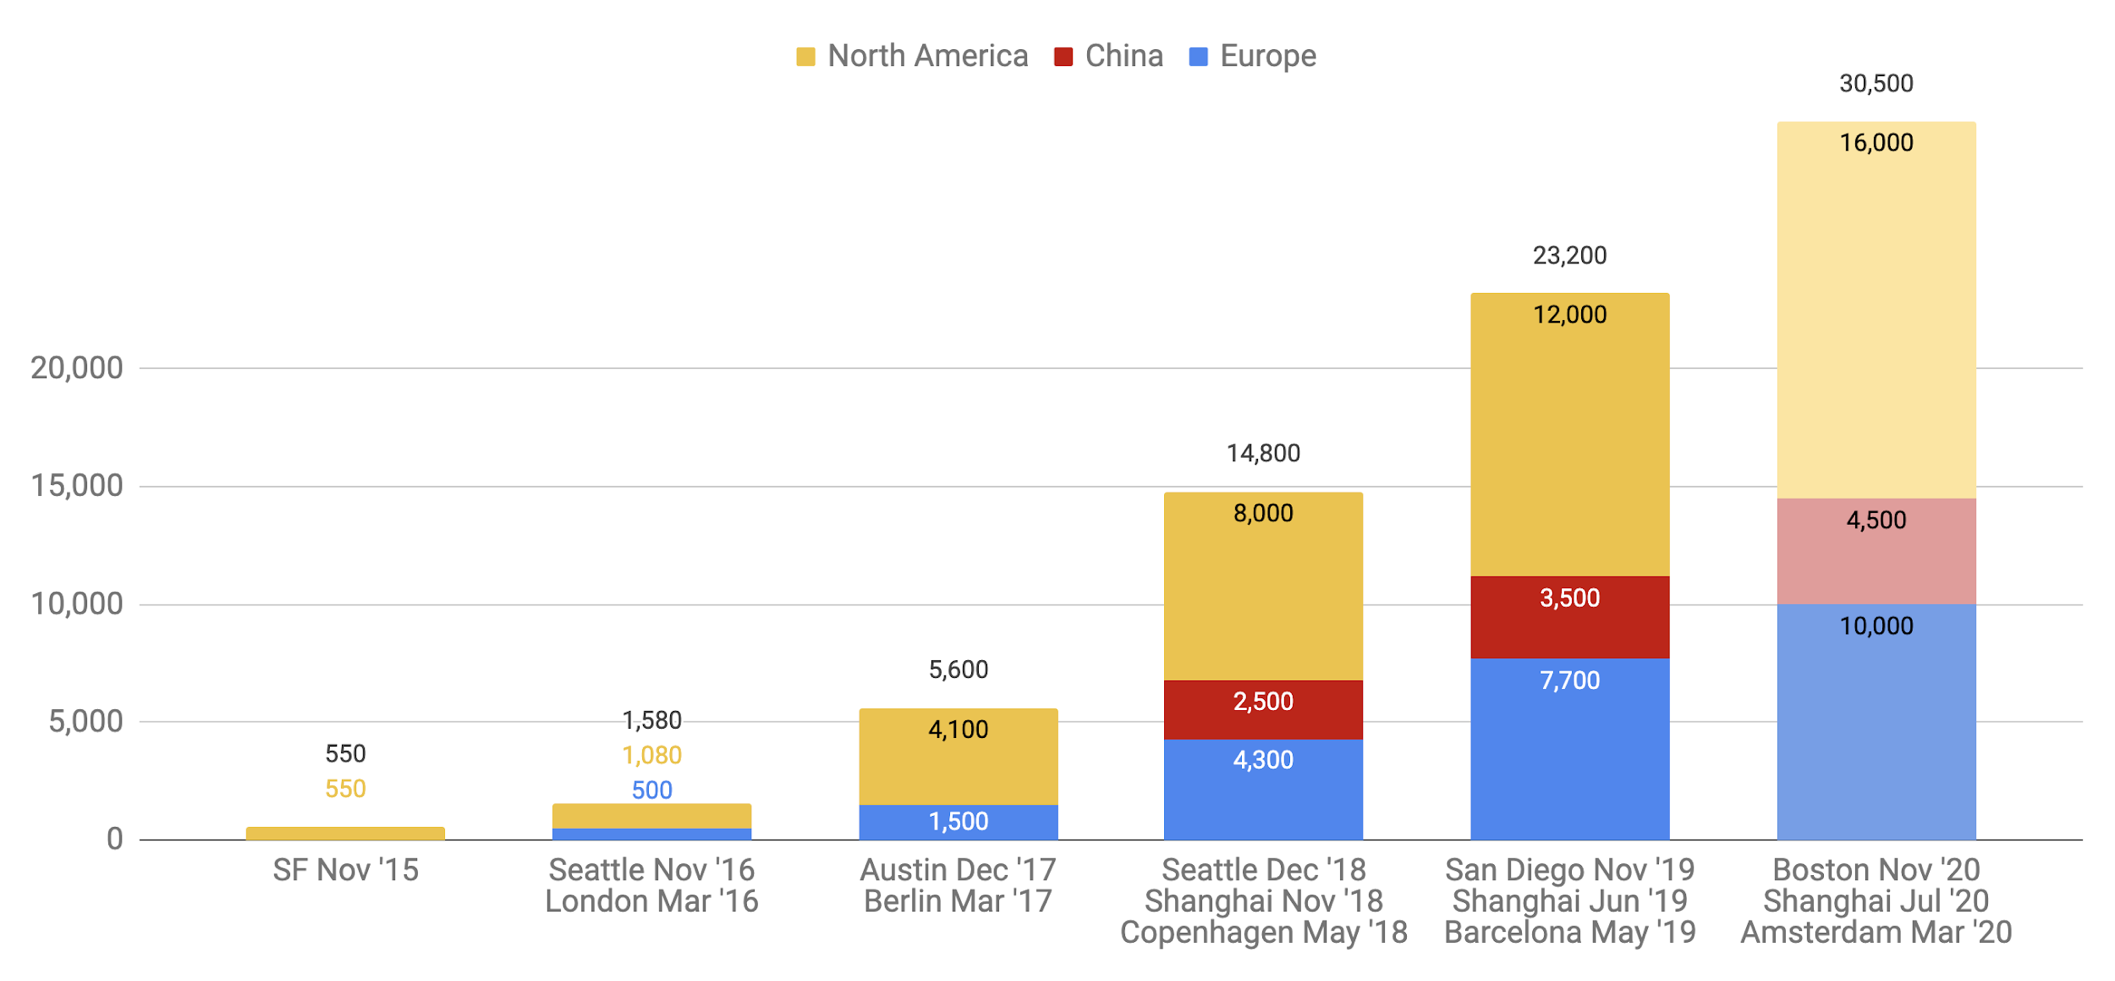 North America China Europe
30,500
16,000
23,200
12,000
20,000
14,800
15,000
8,000
4,500
10,000
3,500
10,000
5,600
7,700
2,500
5,000
1,580
4,100
550
1,080
4,300
550
500
1,500
0
SF Nov '15
Seattle Nov '16
London Mar '16
Austin Dec '17
Berlin Mar '17
Seattle Dec '18
Shanghai Nov '18
Copenhagen May '18
San Diego Nov '19
Shanghai Jun '19
Barcelona May '19
Boston Nov '20
Shanghai Jul '20
Amsterdam Mar '20